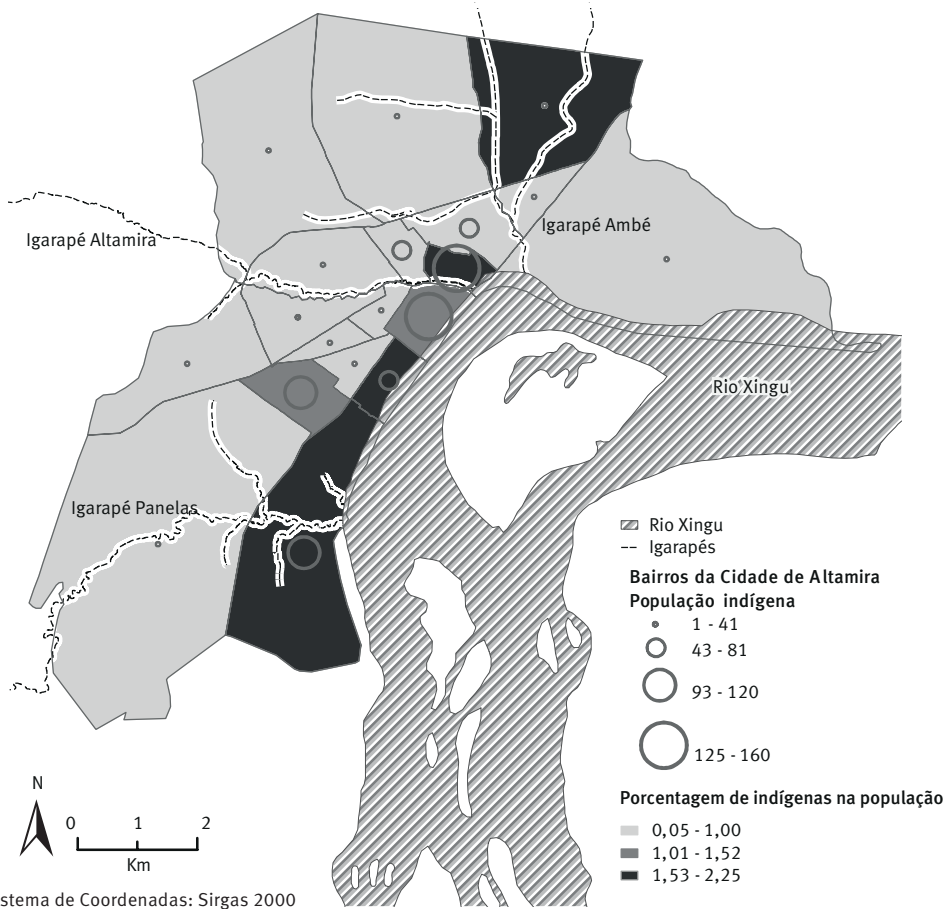 Igarapé Altamira
Igarapé Ambé
Rio Xingu
Igarapé Panelas
Rio Xingu
Igarapés
Bairros da Cidade de Altamira
População indígena
1 - 41
43 - 81
93 - 120
125 - 160
Porcentagem de indígenas na população
0,05 - 1,00
1,01 - 1,52
1,53 - 2,25
N
0 1 2
Km
stema de Coordenadas: Sirgas 2000